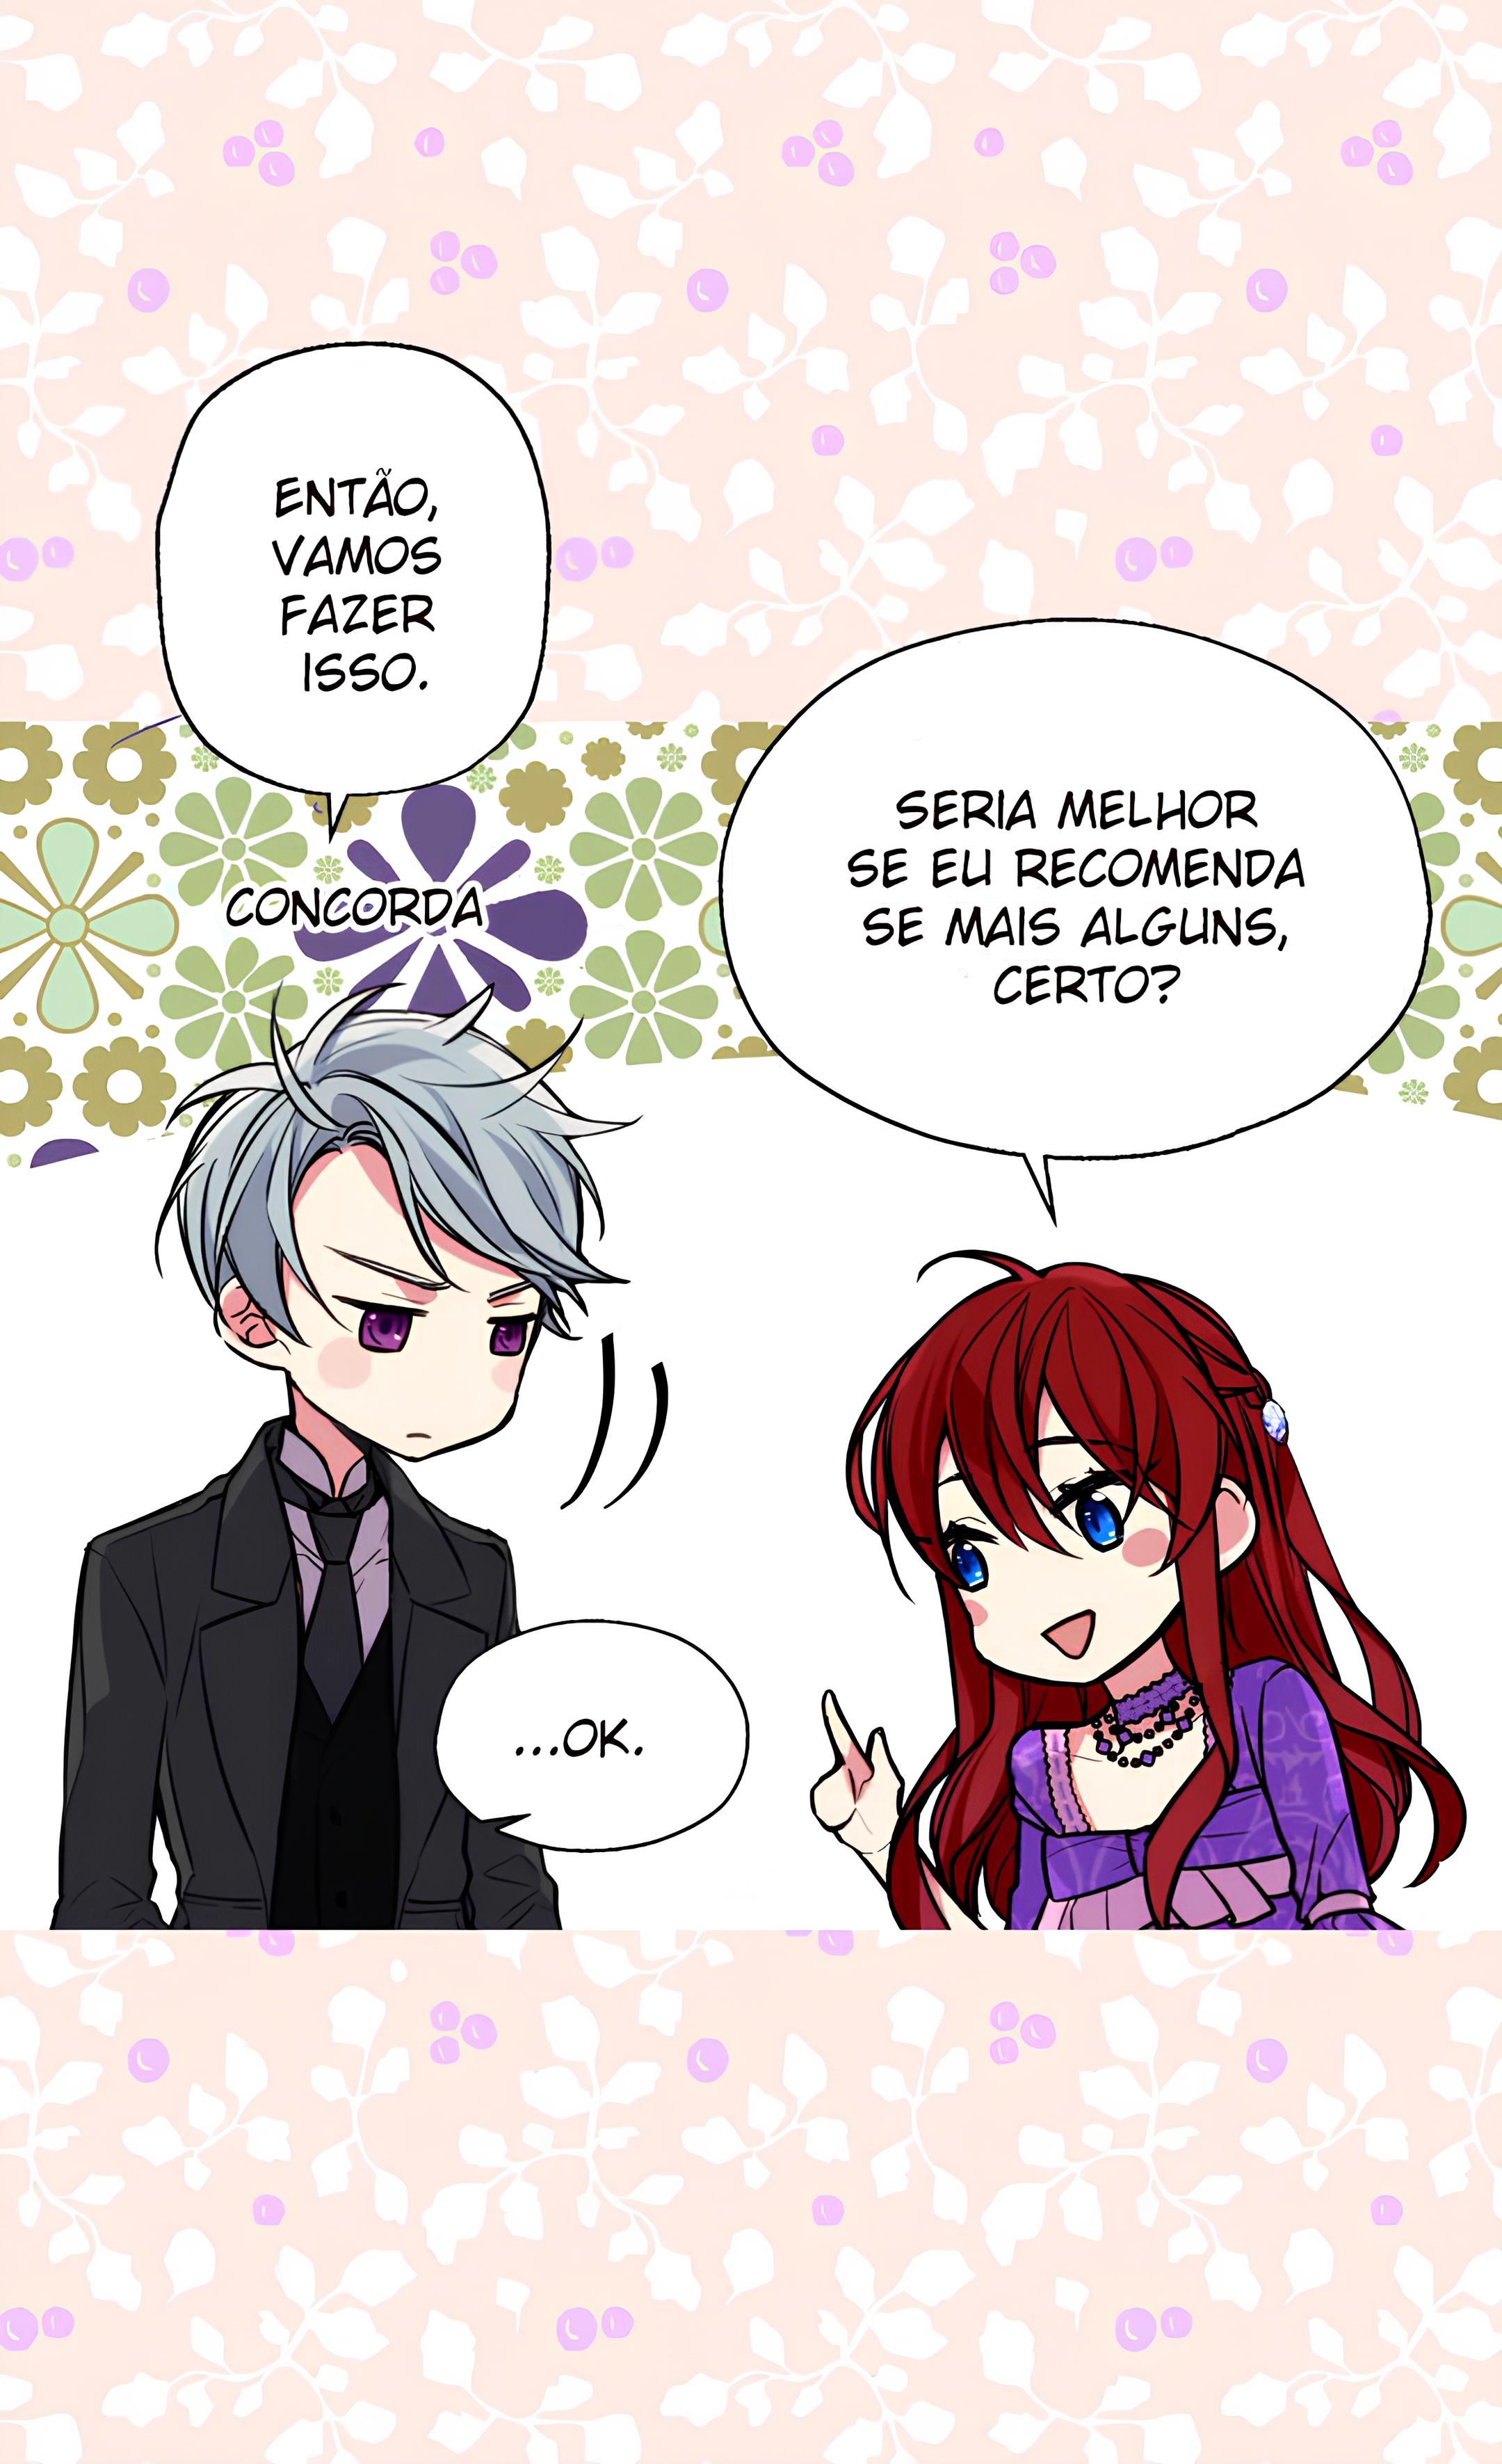 ENTÃO,
VAMOS
FAZER
ISSO.
SERIA MELHOR
SE EU RECOMENDA
SE MAIS ALGUNS,
CERTO?
CONCORDA
...OK.